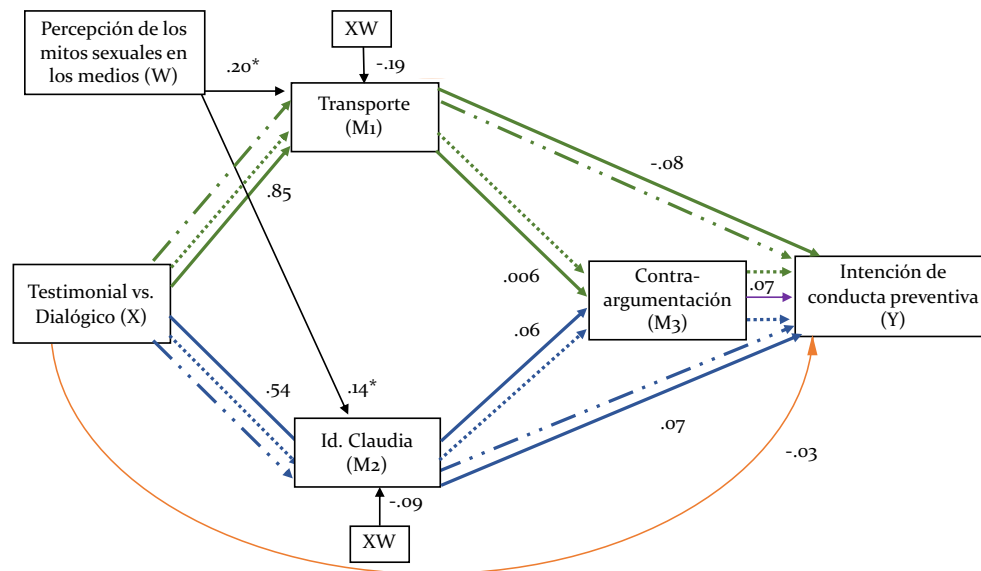 Percepción de los
mitos sexuales en
los medios (W)
XW
.20*
-.19
Transporte
(M1)
-.08
.85
Testimonial vs.
Dialógico (X)
.006
Contra-
argumentación
(M3)
.07
Intención de
conducta preventiva
(Y)
.06
.54
.14*
.07
Id. Claudia
(M2)
-.03
-.09
XW